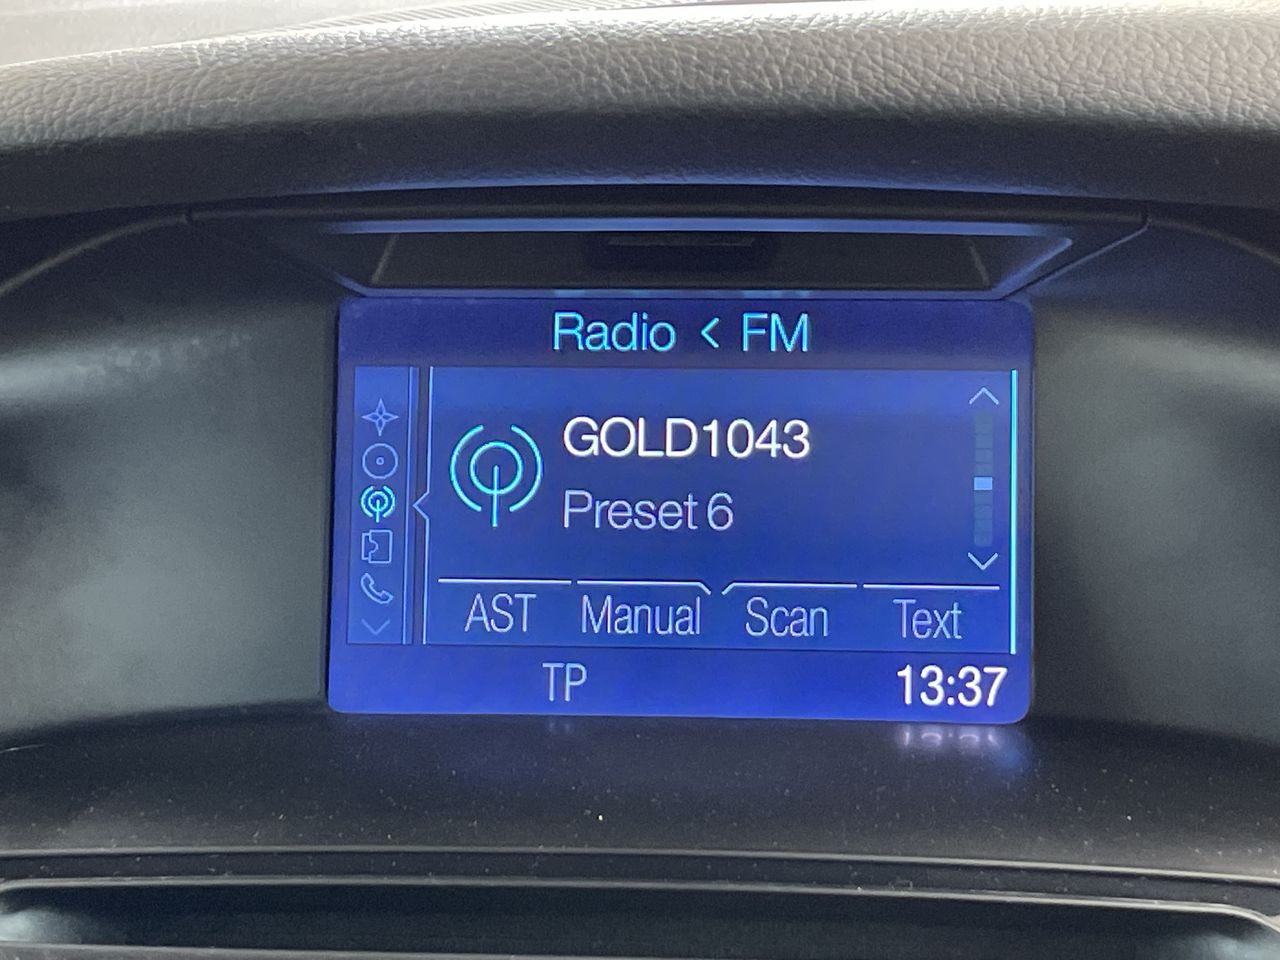 Radio < FM
GOLD1043
Preset 6
AST Manual Scan Text
TP 13:37